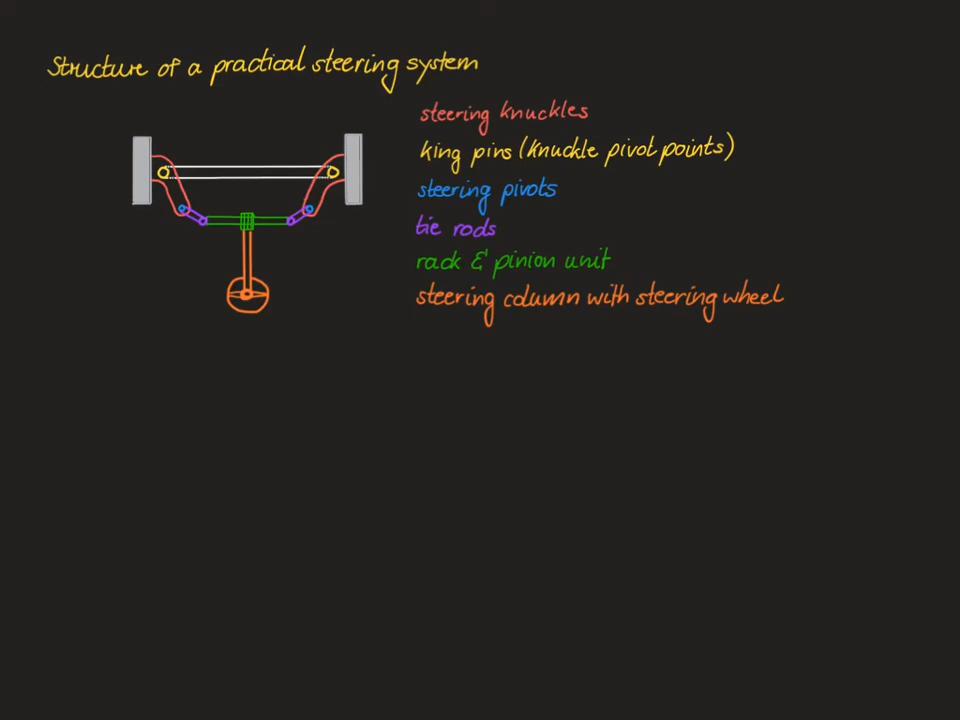 Structure of a practical steering system
steering knuckles
king pins (knuckle pivot points)
steering pivots
tie rods
rack & pinion unit
steering column with steering wheel